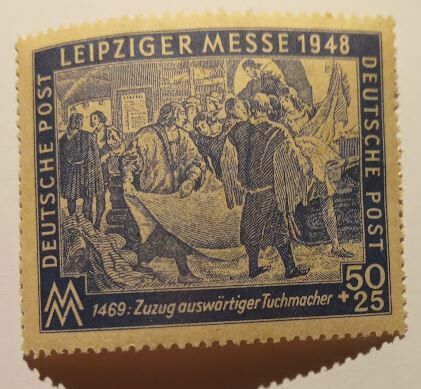 LEIPZIGER MESSE 1948
DEUTSCHE POST
DEUTSCHE POST
MM
1469: Zuzug auswärtiger Tuchmacher
50
+25